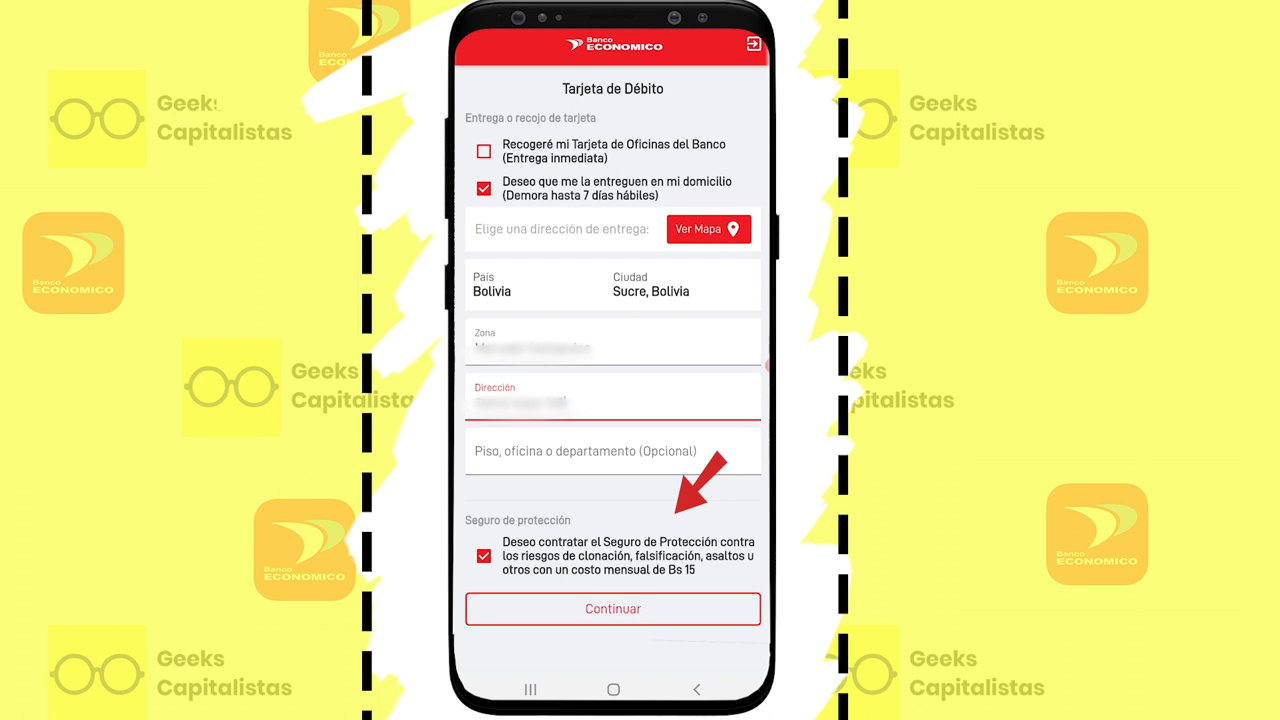 Banco
ECONOMICO
Tarjeta de Débito
Entrega o recojo de tarjeta
Recogeré mi Tarjeta de Oficinas del Banco
(Entrega inmediata)
Deseo que me la entreguen en mi domicilio
(Demora hasta 7 días hábiles)
Elige una dirección de entrega:
Ver Mapa
País
Ciudad
Bolivia
Sucre, Bolivia
Zona
Dirección
Piso, oficina o departamento (Opcional)
Seguro de protección
Deseo contratar el Seguro de Protección contra
los riesgos de clonación, falsificación, asaltos u
otros con un costo mensual de Bs 15
Continuar
Banco
ECONOMICO
Geeks
Capitalistas
Banco
ECONOMICO
Geeks
Capitalistas
Banco
ECONOMICO
Geeks
Capitalistas
Geeks
Capitalistas
Banco
ECONOMICO
eks
pitalistas
Banco
ECONOMICO
Geeks
Capitalistas